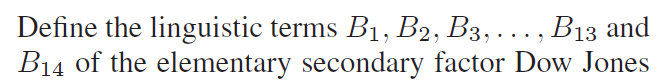 Define the linguistic terms B₁, B₂, B₃, . . . , B₁₃ and
B₁₄ of the elementary secondary factor Dow Jones